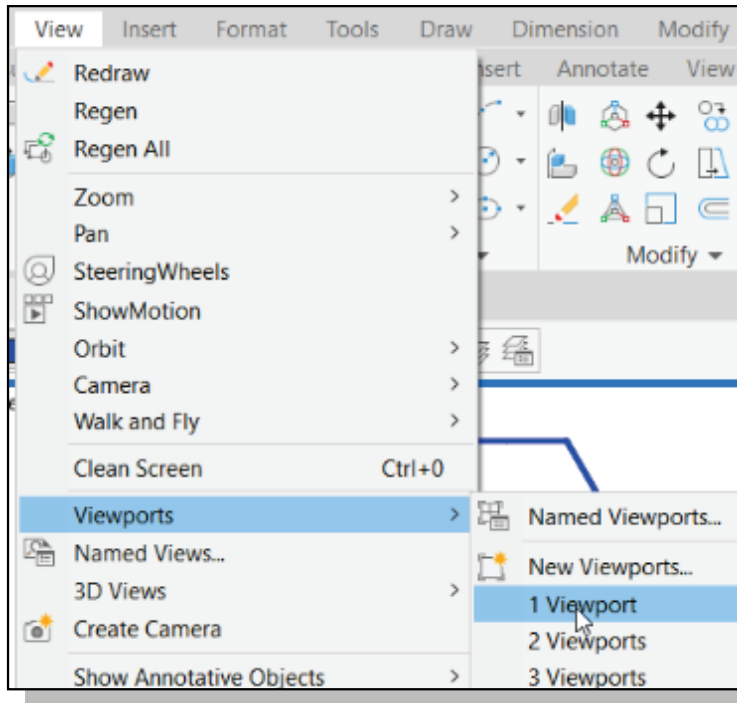 View Insert Format Tools Draw Dimension Modify
Redraw
Annotate View
Regen
Regen All
Zoom
Pan
Modify
SteeringWheels
ShowMotion
Orbit
Camera
Walk and Fly
Clean Screen Ctrl+0
Viewports
Named Viewports...
Named Views...
New Viewports...
3D Views
1 Viewport
Create Camera
2 Viewports
Show Annotative Objects
3 Viewports